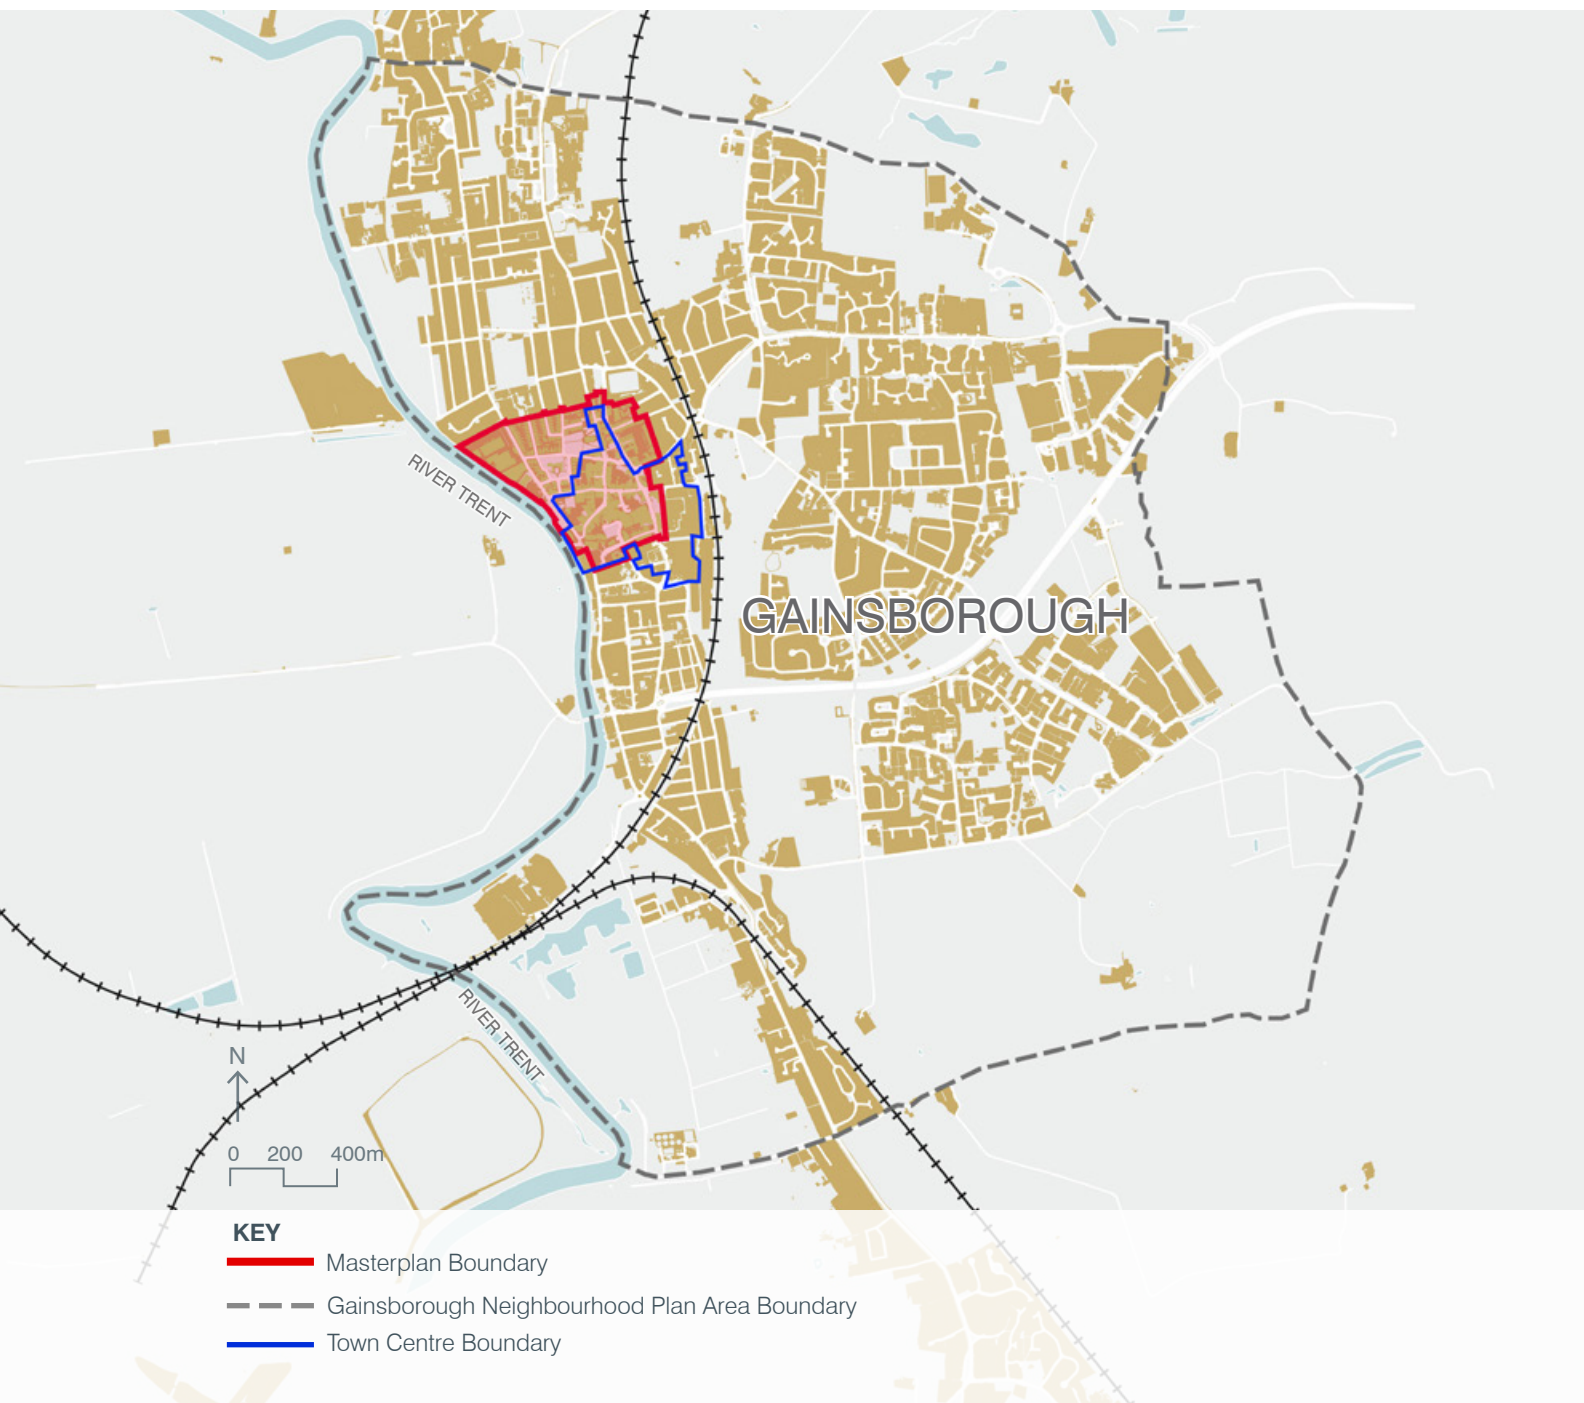 RIVER TRENT
GAINSBOROUGH
RIVER TRENT
N
0 200 400m
KEY
Masterplan Boundary
Gainsborough Neighbourhood Plan Area Boundary
Town Centre Boundary